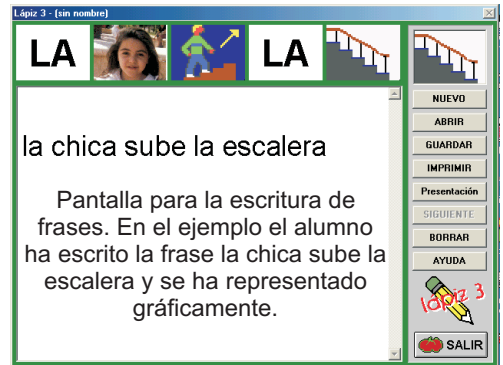 Lápiz 3 - (sin nombre)
LA LA
la chica sube la escalera
Pantalla para la escritura de
frases. En el ejemplo el alumno
ha escrito la frase la chica sube la
escalera y se ha representado
gráficamente.
NUEVO
ABRIR
GUARDAR
IMPRIMIR
Presentación
SIGUIENTE
BORRAR
AYUDA
lápiz 3
SALIR